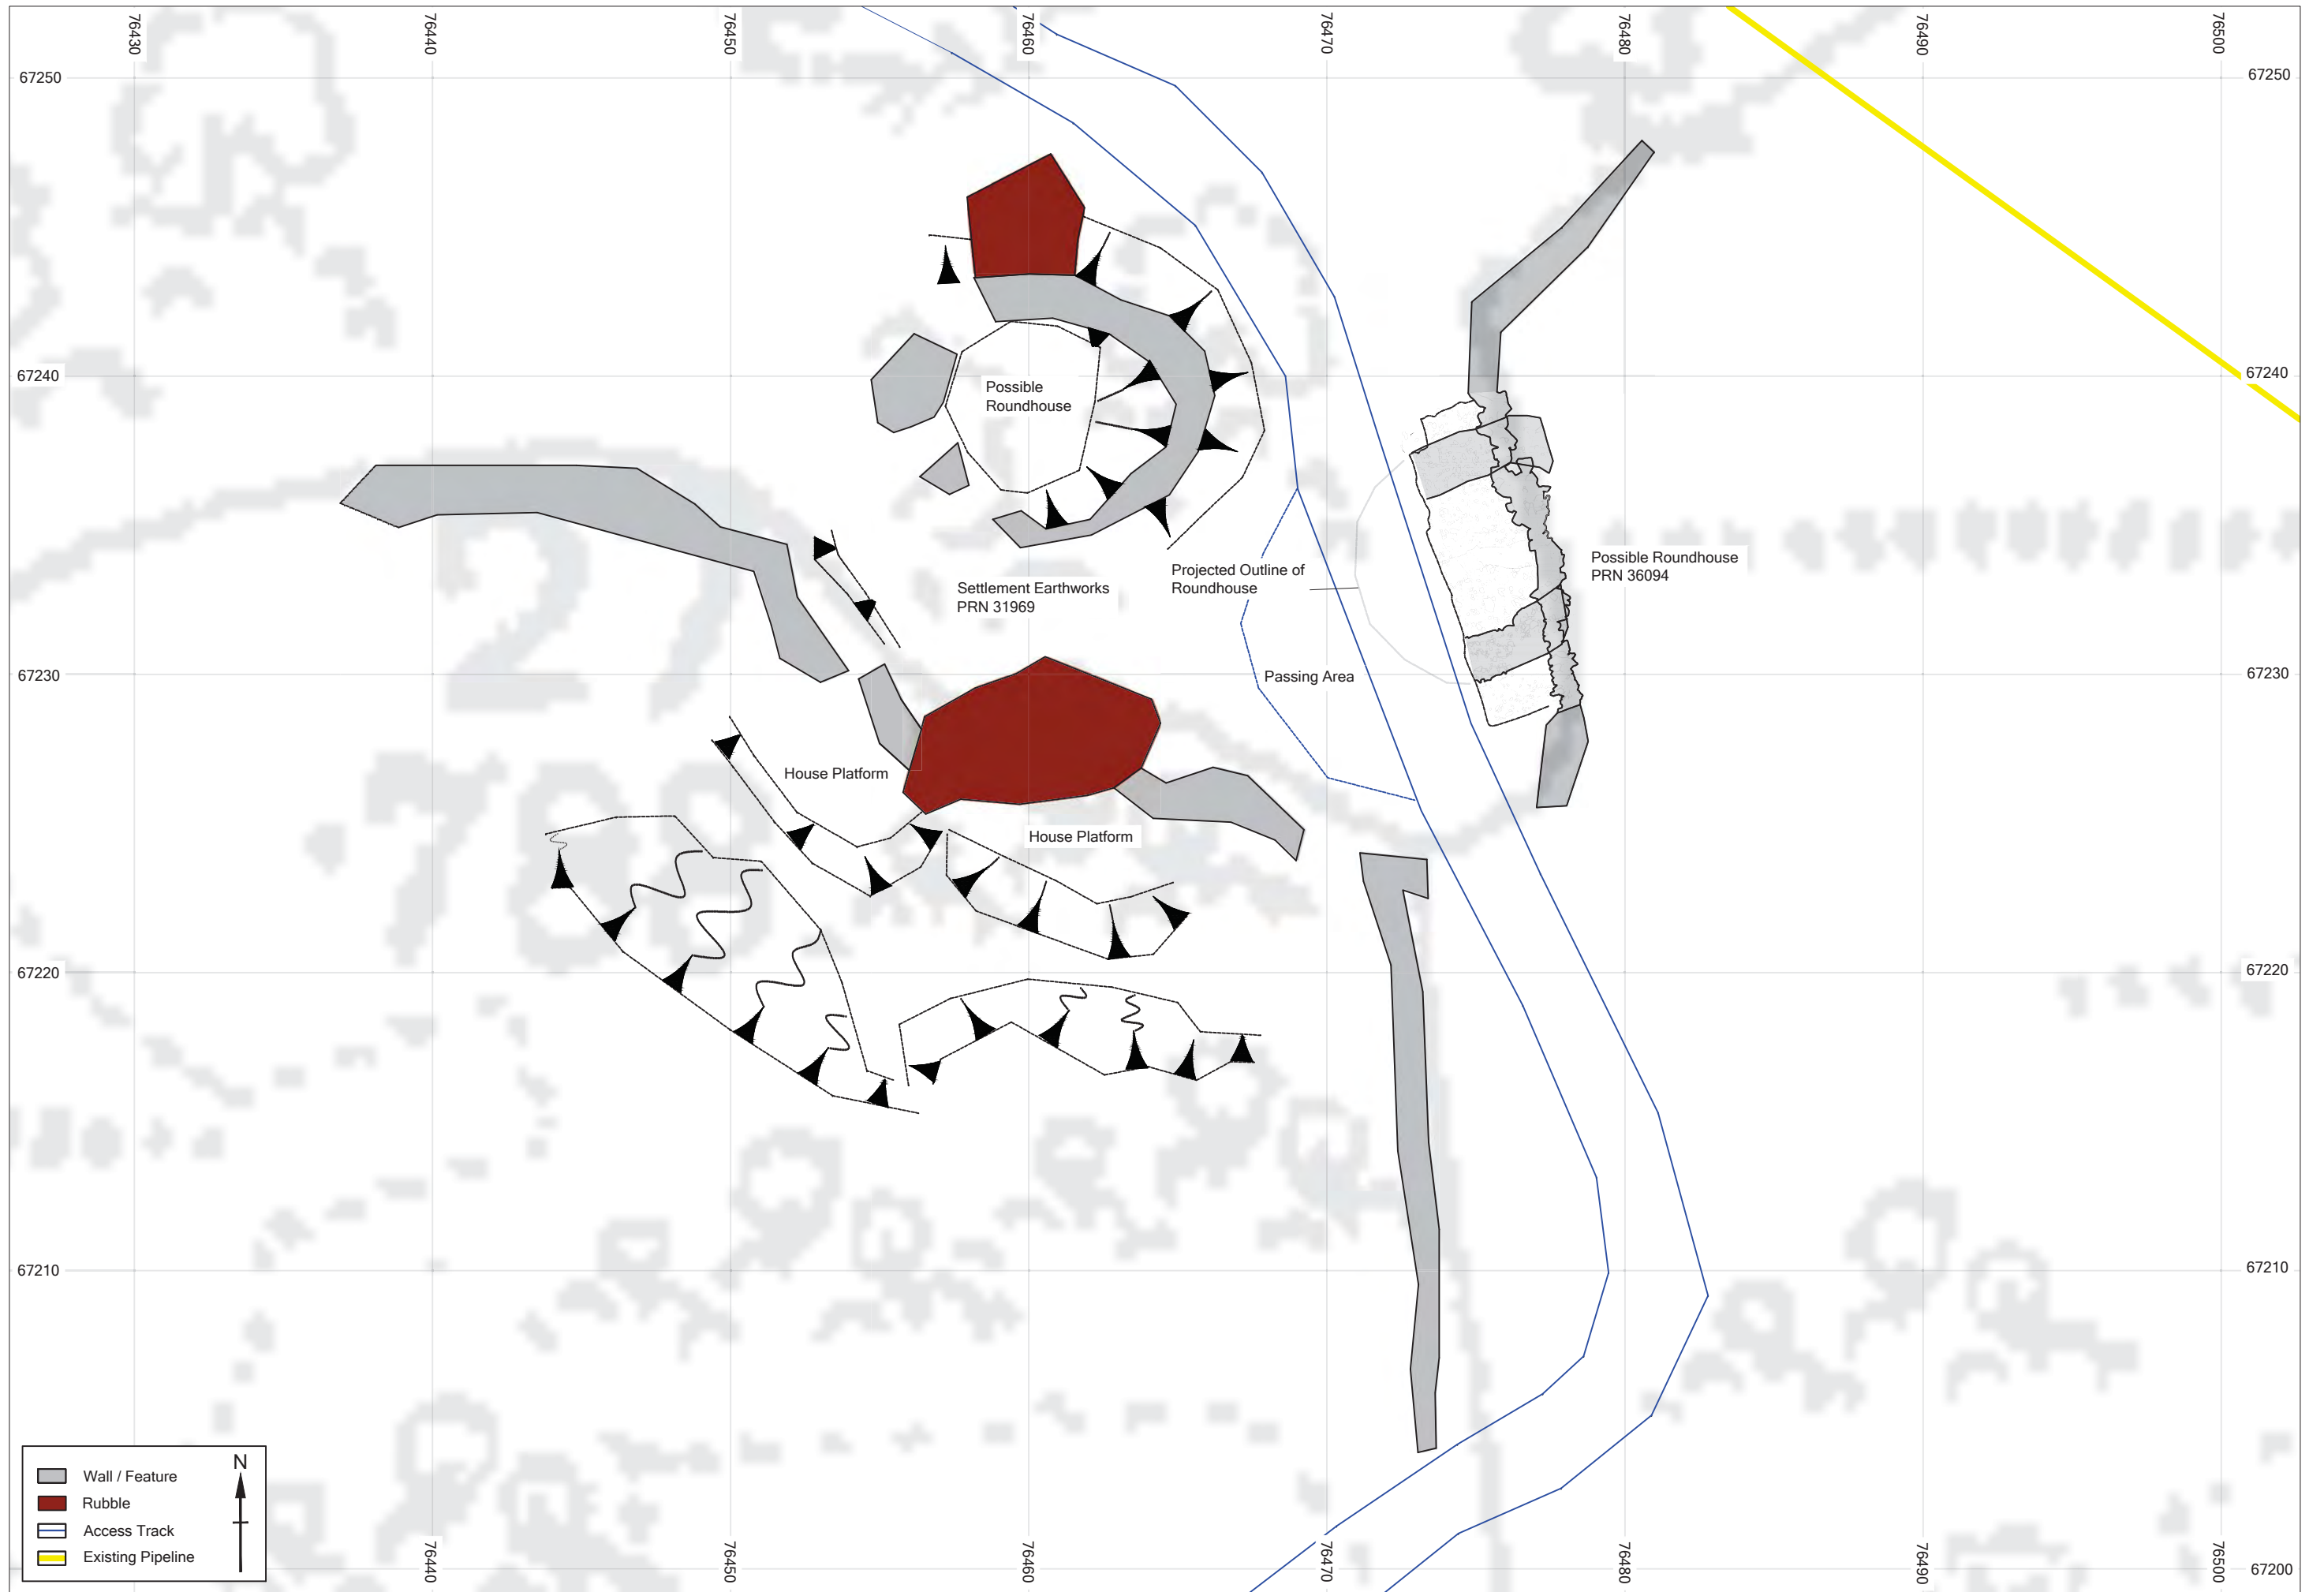 76430
76440
76450
76460
76470
76480
76490
76500
67250
67250
67240
67240
Possible
Roundhouse
Projected Outline of
Roundhouse
Possible Roundhouse
PRN 36094
Settlement Earthworks
PRN 31969
67230
67230
Passing Area
House Platform
House Platform
27
788
67220
67220
67210
67210
N
Wall / Feature
Rubble
Access Track
Existing Pipeline
76440
76450
76460
76470
76480
76490
76500
67200